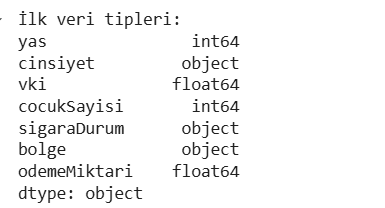 İlk veri tipleri:
yas int64
cinsiyet object
vki float64
cocukSayisi int64
sigaraDurum object
bolge object
odemeMiktari float64
dtype: object